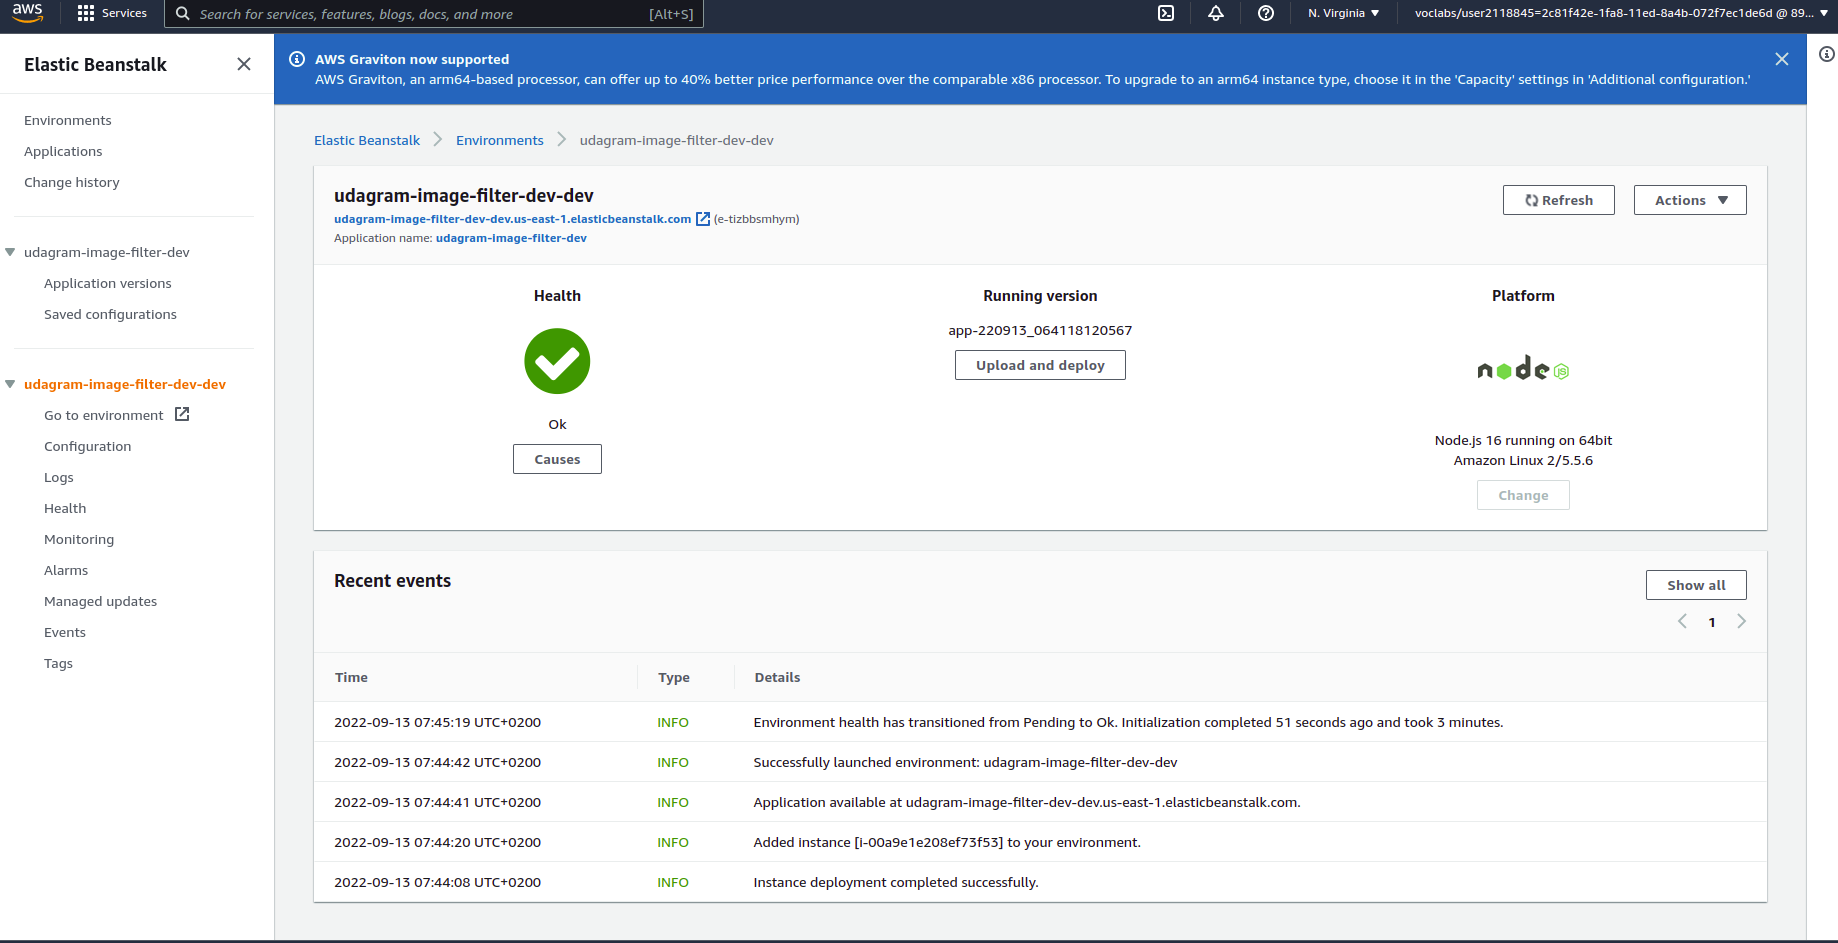 aws
Services
Search for services, features, blogs, docs, and more
[Alt+S]
N. Virginia
voclabs/user2118845=2c81f42e-1fa8-11ed-8a4b-072f7ec1de6d @ 89...
Elastic Beanstalk
Environments
Applications
Change history
udagram-image-filter-dev
Application versions
Saved configurations
udagram-image-filter-dev-dev
Go to environment
Configuration
Logs
Health
Monitoring
Alarms
Managed updates
Events
Tags
AWS Graviton now supported
AWS Graviton, an arm64-based processor, can offer up to 40% better price performance over the comparable x86 processor. To upgrade to an arm64 instance type, choose it in the 'Capacity' settings in 'Additional configuration.'
Elastic Beanstalk
Environments
udagram-image-filter-dev-dev
udagram-image-filter-dev-dev
udagram-image-filter-dev-dev.us-east-1.elasticbeanstalk.com (e-tizbbsmhym)
Application name: udagram-image-filter-dev
Refresh
Actions
Health
Ok
Causes
Running version
app-220913_064118120567
Upload and deploy
Platform
node JS
Node.js 16 running on 64bit
Amazon Linux 2/5.5.6
Change
Recent events
Show all
1
Time Type Details
2022-09-13 07:45:19 UTC+0200 INFO Environment health has transitioned from Pending to Ok. Initialization completed 51 seconds ago and took 3 minutes.
2022-09-13 07:44:42 UTC+0200 INFO Successfully launched environment: udagram-image-filter-dev-dev
2022-09-13 07:44:41 UTC+0200 INFO Application available at udagram-image-filter-dev-dev.us-east-1.elasticbeanstalk.com.
2022-09-13 07:44:20 UTC+0200 INFO Added instance [i-00a9e1e208ef73f53] to your environment.
2022-09-13 07:44:08 UTC+0200 INFO Instance deployment completed successfully.